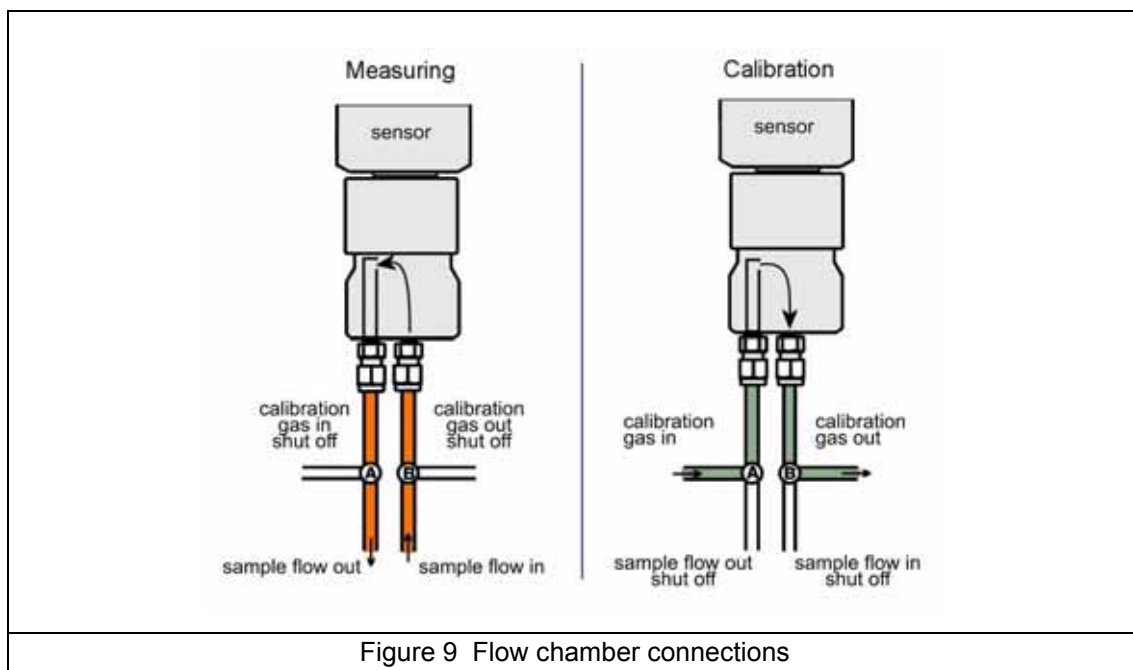 Measuring
sensor
calibration
gas in
shut off
calibration
gas out
shut off
A
B
sample flow out
sample flow in
Calibration
sensor
calibration
gas in
calibration
gas out
A
B
sample flow out
shut off
sample flow in
shut off
Figure 9 Flow chamber connections